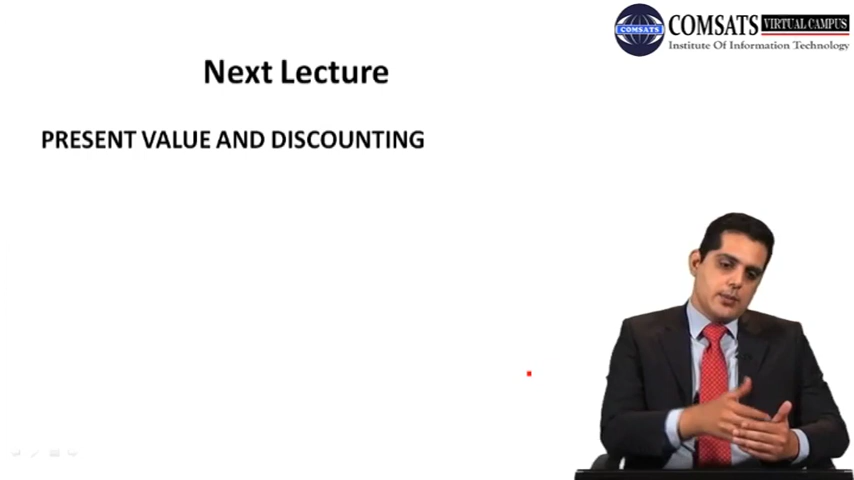 COMSATS VIRTUAL CAMPUS
Institute Of Information Technology
COMSATS
Next Lecture
PRESENT VALUE AND DISCOUNTING